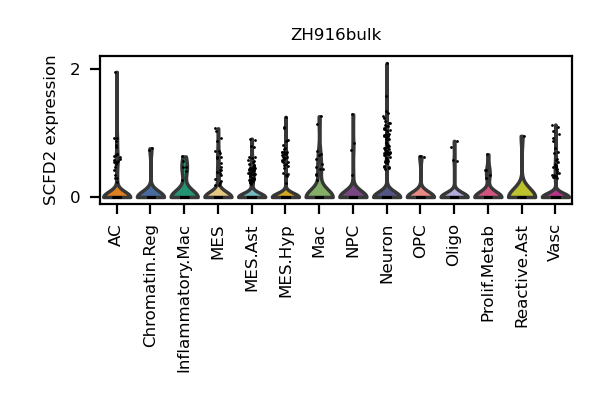 ZH916bulk
SCFD2 expression
2
0
AC
Chromatin.Reg
Inflammatory.Mac
MES
MES.Ast
MES.Hyp
Mac
NPC
Neuron
OPC
Oligo
Prolif.Metab
Reactive.Ast
Vasc